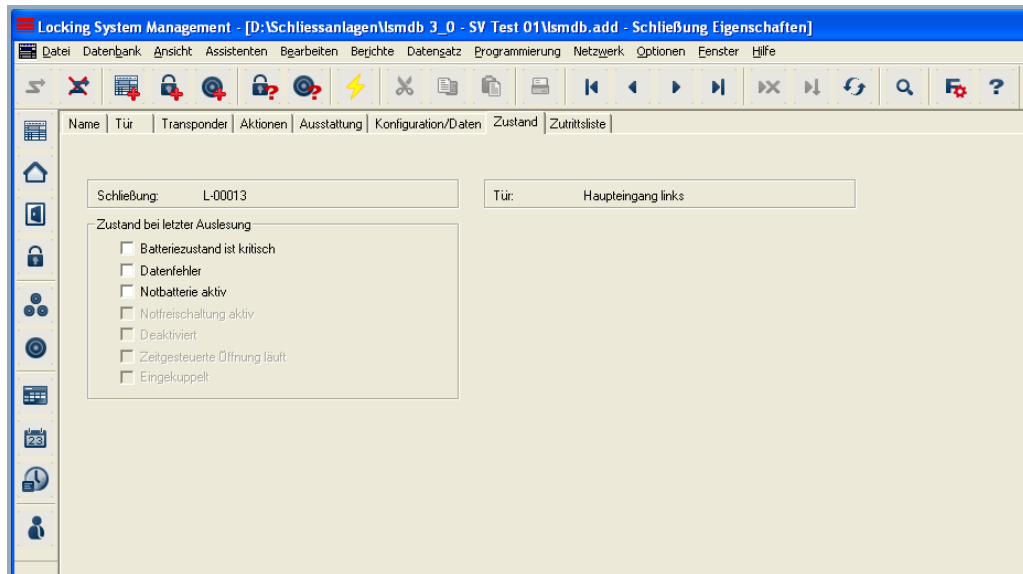 Locking System Management - [D:\Schliessanlagen\lsmdb 3_0 - SV Test 01\lsmdb.add - Schließung Eigenschaften]
Datei Datenbank Ansicht Assistenten Bearbeiten Berichte Datensatz Programmierung Netzwerk Optionen Fenster Hilfe
Name Tür Transponder Aktionen Ausstattung Konfiguration/Daten Zustand Zutrittsliste
Schließung: L-00013 Tür: Haupteingang links
Zustand bei letzter Auslesung
Batteriezustand ist kritisch
Datenfehler
Notbatterie aktiv
Notfreischaltung aktiv
Deaktiviert
Zeitgesteuerte Öffnung läuft
Eingekuppelt
23